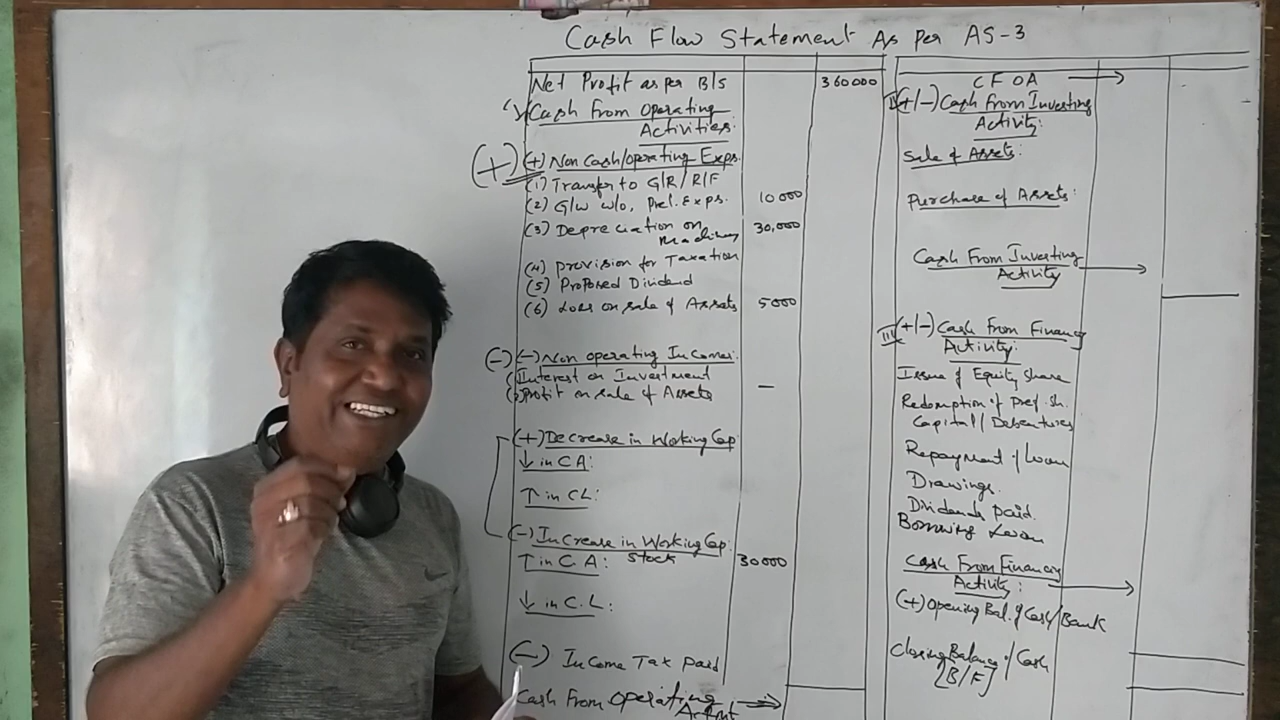 Cash Flow Statement As per AS-3
Net Profit as per B/S 360000
Cash From Operating
Activities:
(+) (+) Non Cash/operating Exps.
(1) Transfer to G/R / R/F
(2) G/w w/o, Prel. Exps. 10000
(3) Depreciation on 30,000
Machinery
(4) Provision for Taxation
(5) Proposed Dividend
(6) Loss on sale of Assets 5000
(-) (-) Non operating Incomes:
Interest on Investment —
Profit on sale of Assets
(+) Decrease in Working Cap
↓ in CA:
↑ in CL:
(-) Increase in Working Cap:
↑ in C A: Stock 30000
↓ in C.L:
(-) Income Tax paid
Cash From Operating →
CFOA →
II (+/-) Cash From Investing
Activity:
Sale of Assets:
Purchase of Assets:
Cash From Investing →
Activity
III (+/-) Cash From Financing
Activity:
Issue of Equity Share
Redemption of Pref. Sh.
Capital / Debentures
Repayment of Loan
Drawings.
Dividends paid.
Borrowing Loan
Cash From Financing
Activity: →
(+) Opening Bal. of Cash/Bank
Closing Balance of Cash
[B/F]